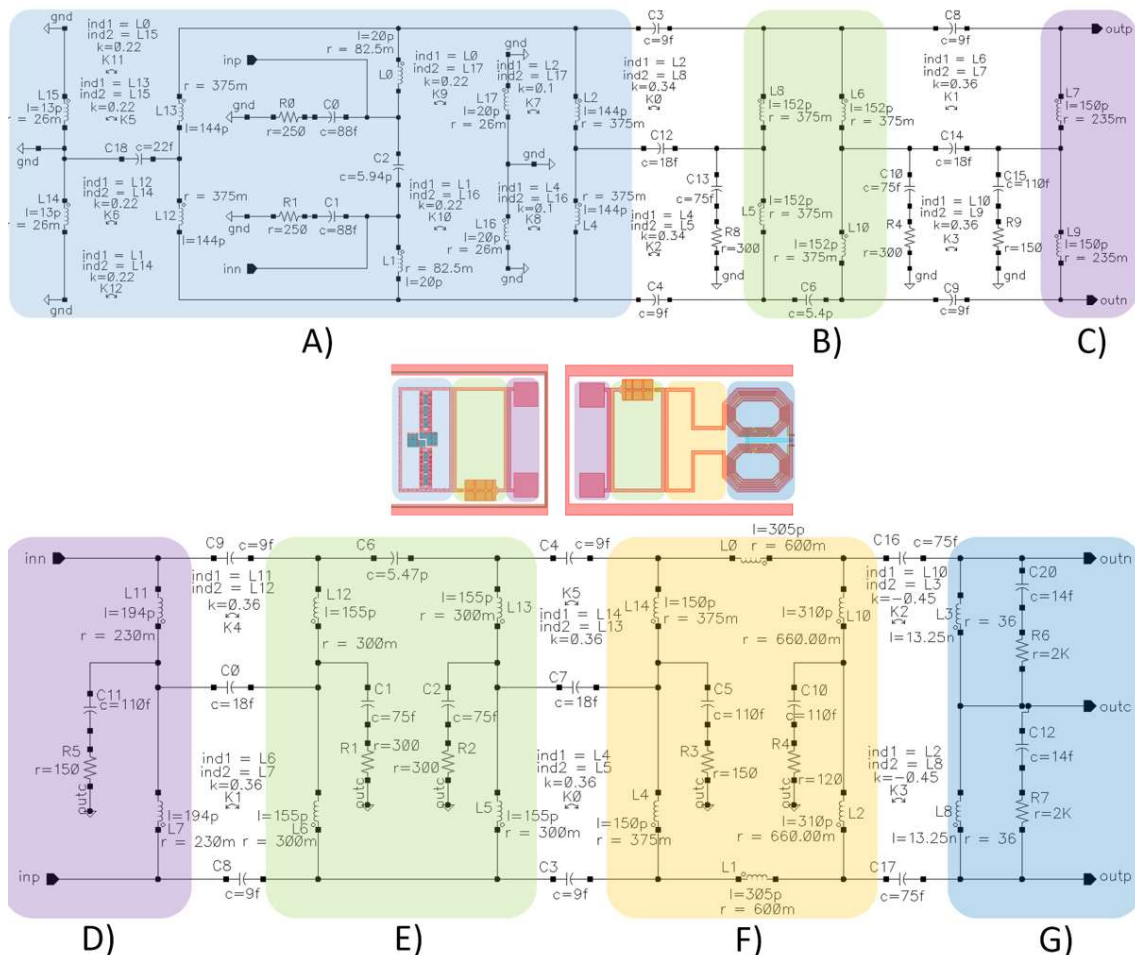 gnd
ind1 = L0
ind2 = L15
k=0.22
K11
L15
l=13p
r = 26m
ind1 = L13
ind2 = L15
k=0.22
K5
gnd
r = 375m
L13
l=144p
C18
c=22f
L14
l=13p
26m
ind1 = L12
ind2 = L14
k=0.22
K6
r = 375m
L12
l=144p
ind1 = L1
ind2 = L14
k=0.22
K12
gnd
inp
gnd
R0
r=250
C0
c=88f
gnd
R1
r=250
C1
c=88f
inn
l=20p
r = 82.5m
L0
C2
c=5.94p
L1
r = 82.5m
l=20p
ind1 = L0
ind2 = L17
k=0.22
K9
ind1 = L1
ind2 = L16
k=0.22
K10
gnd
L17
l=20p
r = 26m
ind1 = L2
ind2 = L17
k=0.1
K7
gnd
ind1 = L4
ind2 = L16
k=0.1
K8
L16
l=20p
r = 26m
gnd
L2
l=144p
r = 375m
r = 375m
l=144p
L4
C3
c=9f
ind1 = L2
ind2 = L8
k=0.34
K0
C12
c=18f
C13
c=75f
R8
r=300
gnd
ind1 = L4
ind2 = L5
k=0.34
K2
C4
c=9f
L8
l=152p
r = 375m
L6
l=152p
r = 375m
L5
l=152p
r = 375m
L10
l=152p
r = 375m
C6
c=5.4p
C8
c=9f
ind1 = L6
ind2 = L7
k=0.36
K1
C14
c=18f
C10
c=75f
R4
r=300
gnd
ind1 = L10
ind2 = L9
k=0.36
K3
C15
c=110f
R9
r=150
gnd
C9
c=9f
L7
l=150p
r = 235m
L9
l=150p
r = 235m
outp
outn
A)
B)
C)
inn
L11
l=194p
r = 230m
C11
c=110f
R5
r=150
outc
l=194p
L7
r = 230m
inp
C9
c=9f
ind1 = L11
ind2 = L12
k=0.36
K4
C0
c=18f
ind1 = L6
ind2 = L7
k=0.36
K1
C8
c=9f
C6
c=5.47p
L12
l=155p
r = 300m
L13
l=155p
r = 300m
C1
c=75f
R1
r=300
outc
C2
c=75f
R2
r=300
outc
l=155p
L6
r = 300m
L5
l=155p
r = 300m
C4
c=9f
K5
ind1 = L14
ind2 = L13
k=0.36
C7
c=18f
ind1 = L4
ind2 = L5
k=0.36
K0
C3
c=9f
l=305p
r = 600m
L0
L14
l=150p
r = 375m
l=310p
L10
r = 660.00m
C5
c=110f
R3
r=150
outc
C10
c=110f
R4
r=120
outc
L4
l=150p
r = 375m
l=310p
L2
r = 660.00m
L1
l=305p
r = 600m
C16
c=75f
ind1 = L10
ind2 = L3
k=-0.45
K2
ind1 = L2
ind2 = L8
k=-0.45
K3
C17
c=75f
L3
r = 36
l=13.25n
C20
c=14f
R6
r=2K
C12
c=14f
R7
r=2K
L8
r = 36
l=13.25n
outn
outc
outp
D)
E)
F)
G)